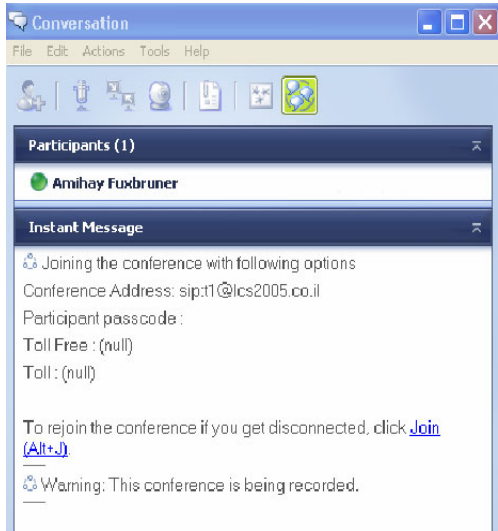 Conversation
File Edit Actions Tools Help
Participants (1)
Amihay Fuxbruner
Instant Message
Joining the conference with following options
Conference Address: sip:t1@lcs2005.co.il
Participant passcode :
Toll Free : (null)
Toll : (null)
To rejoin the conference if you get disconnected, click Join
(Alt+J).
Warning: This conference is being recorded.